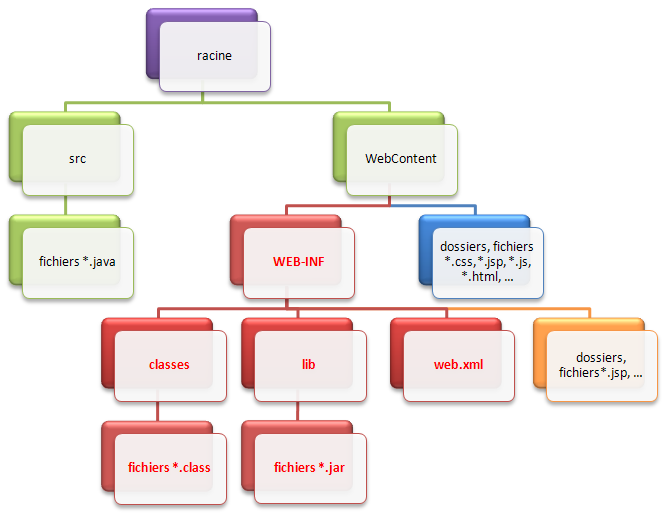 racine
src
WebContent
fichiers *.java
WEB-INF
dossiers, fichiers
*.css,*.jsp,*.js,
*.html, ...
classes
lib
web.xml
dossiers,
fichiers*.jsp, ...
fichiers *.class
fichiers *.jar